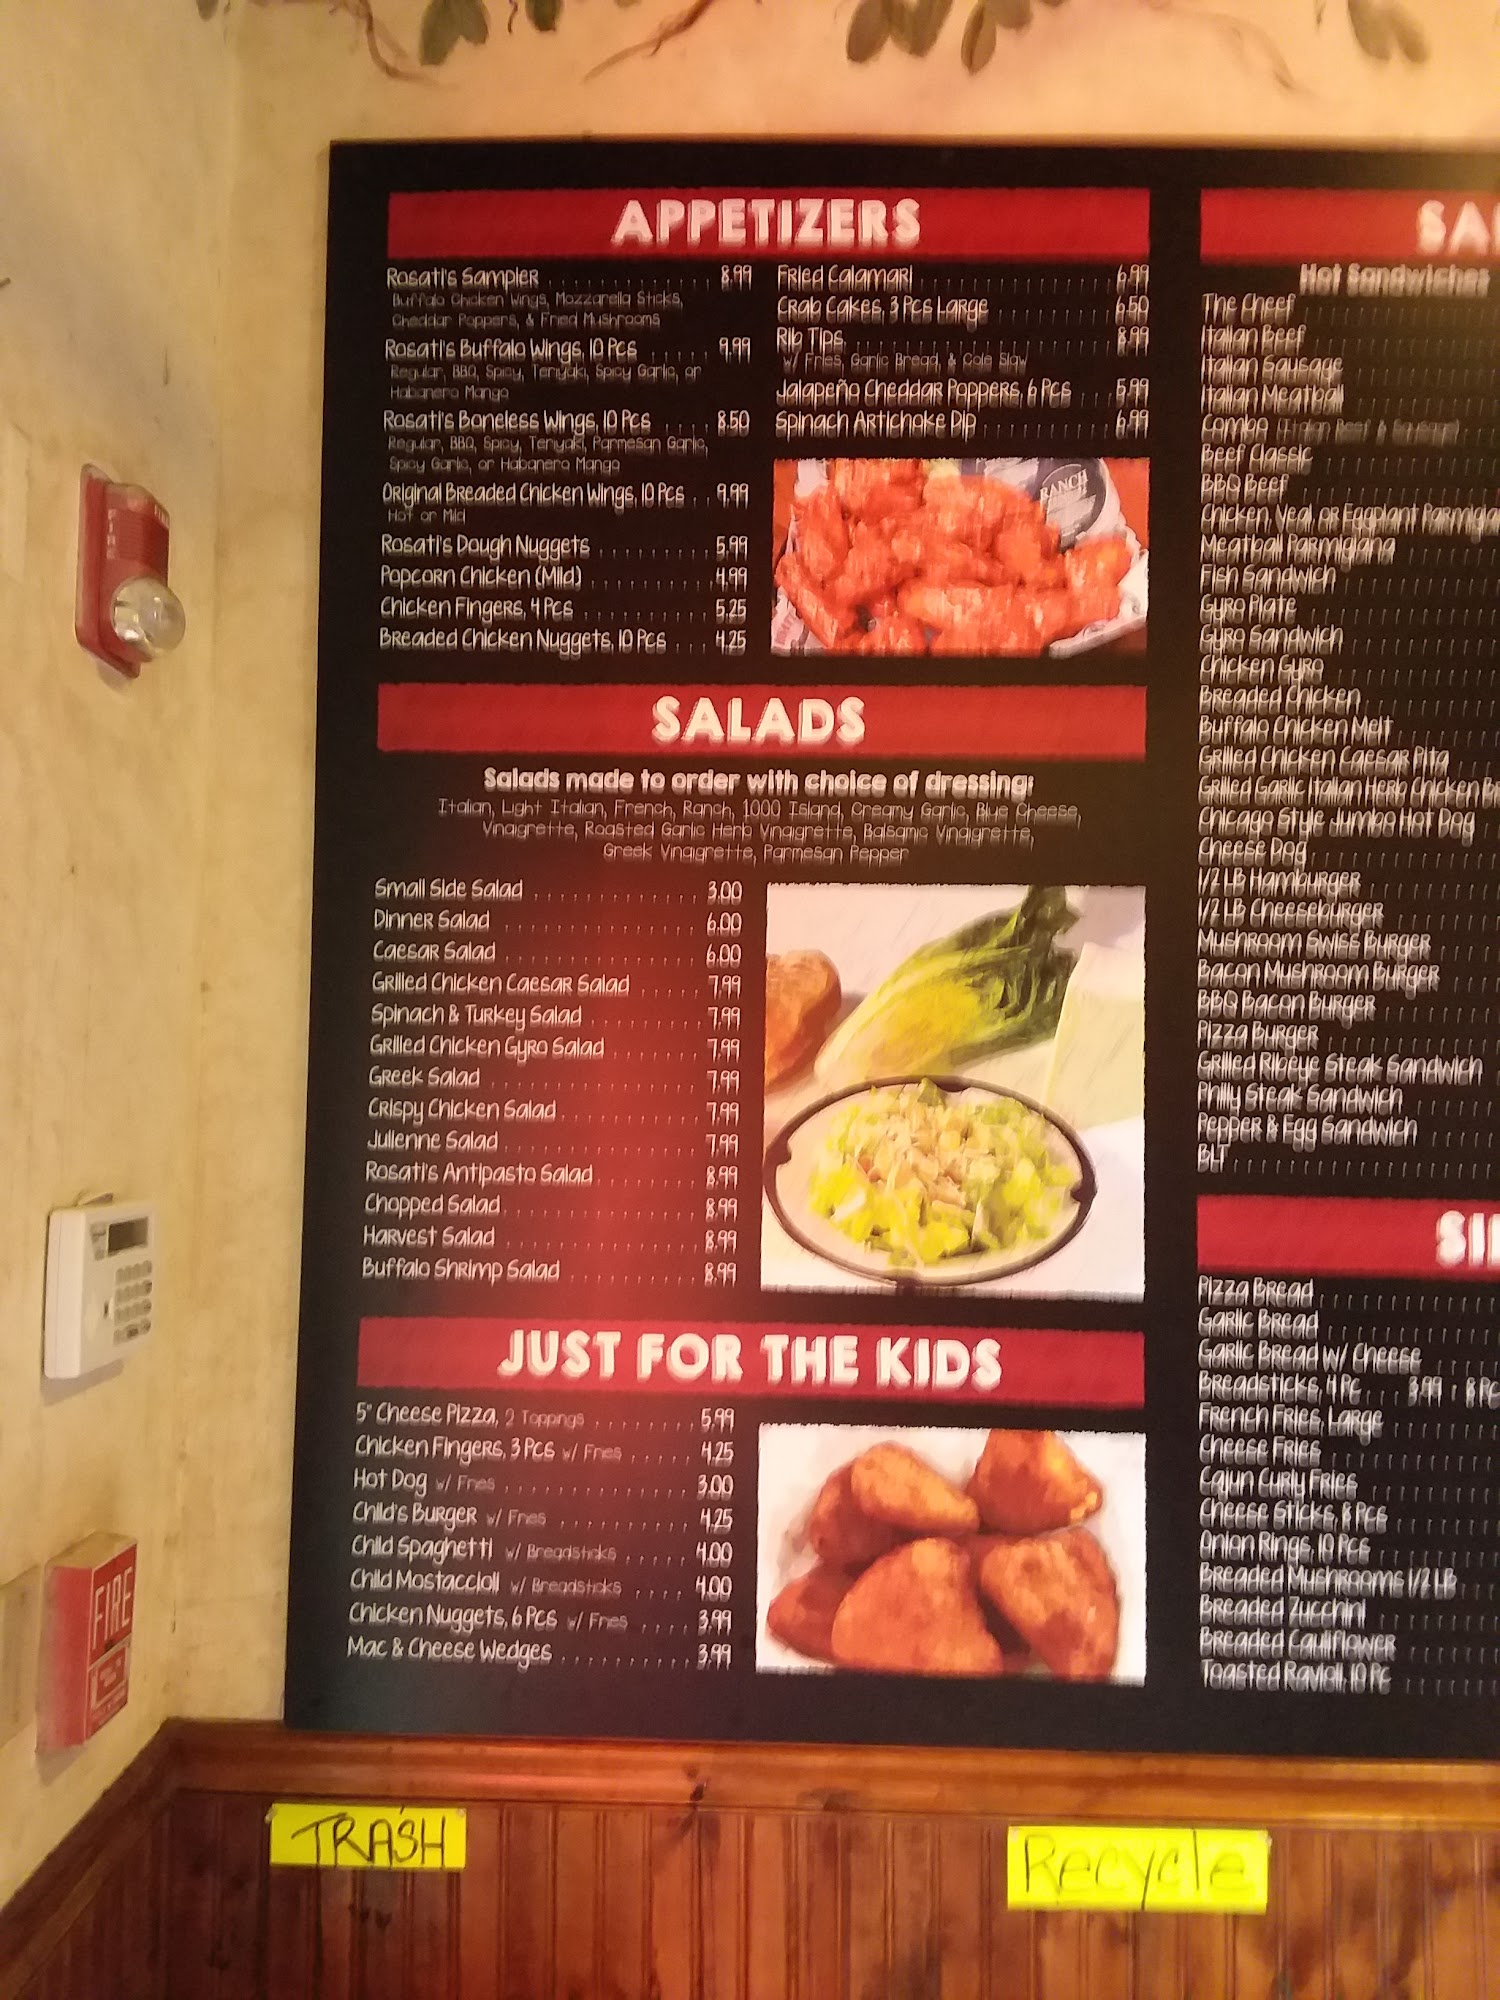 APPETIZERS
Rosati's Sampler 8.99
Buffalo Chicken Wings, Mozzarella Sticks,
Cheddar Poppers, & Fried Mushrooms
Rosati's Buffalo Wings, 10 Pcs 9.99
Regular, BBQ, Spicy, Teriyaki, Spicy Garlic, or
Habanero Mango
Rosati's Boneless Wings, 10 Pcs 8.50
Regular, BBQ, Spicy, Teriyaki, Parmesan Garlic,
Spicy Garlic, or Habanero Mango
Original Breaded Chicken Wings, 10 Pcs 9.99
Hot or Mild
Rosati's Dough Nuggets 5.99
Popcorn Chicken (Mild) 4.99
Chicken Fingers, 4 Pcs 5.25
Breaded Chicken Nuggets, 10 Pcs 4.25
Fried Calamari 6.99
Crab Cakes, 3 Pcs Large 6.50
Rib Tips 8.99
w/ Fries, Garlic Bread, & Cole Slaw
Jalapeño Cheddar Poppers, 6 Pcs 5.99
Spinach Artichoke Dip 6.99
RANCH
SALADS
Salads made to order with choice of dressing:
Italian, Light Italian, French, Ranch, 1000 Island, Creamy Garlic, Blue Cheese,
Vinaigrette, Roasted Garlic Herb Vinaigrette, Balsamic Vinaigrette,
Greek Vinaigrette, Parmesan Pepper
Small Side Salad 3.00
Dinner Salad 6.00
Caesar Salad 6.00
Grilled Chicken Caesar Salad 7.99
Spinach & Turkey Salad 7.99
Grilled Chicken Gyro Salad 7.99
Greek Salad 7.99
Crispy Chicken Salad 7.99
Julienne Salad 7.99
Rosati's Antipasto Salad 8.99
Chopped Salad 8.99
Harvest Salad 8.99
Buffalo Shrimp Salad 8.99
JUST FOR THE KIDS
5" Cheese Pizza, 2 Toppings 5.99
Chicken Fingers, 3 Pcs w/ Fries 4.25
Hot Dog w/ Fries 3.00
Child's Burger w/ Fries 4.25
Child Spaghetti w/ Breadsticks 4.00
Child Mostaccioli w/ Breadsticks 4.00
Chicken Nuggets, 6 Pcs w/ Fries 3.99
Mac & Cheese Wedges 3.99
Hot Sandwiches
The Cheef
Italian Beef
Italian Sausage
Italian Meatball
Combo (Italian Beef & Sausage)
Beef Classic
BBQ Beef
Chicken, Veal, or Eggplant Parmigiana
Meatball Parmigiana
Fish Sandwich
Gyro Plate
Gyro Sandwich
Chicken Gyro
Breaded Chicken
Buffalo Chicken Melt
Grilled Chicken Caesar Pita
Grilled Garlic Italian Herb Chicken
Chicago Style Jumbo Hot Dog
Cheese Dog
1/2 LB Hamburger
1/2 LB Cheeseburger
Mushroom Swiss Burger
Bacon Mushroom Burger
BBQ Bacon Burger
Pizza Burger
Grilled Ribeye Steak Sandwich
Philly Steak Sandwich
Pepper & Egg Sandwich
BLT
Pizza Bread
Garlic Bread
Garlic Bread w/ Cheese
Breadsticks, 4 Pc 3.99 8 Pc
French Fries, Large
Cheese Fries
Cajun Curly Fries
Cheese Sticks, 8 Pcs
Onion Rings, 10 Pcs
Breaded Mushrooms 1/2 LB
Breaded Zucchini
Breaded Cauliflower
Toasted Ravioli, 10 Pc
FIRE
FIRE
TRASH
Recycle